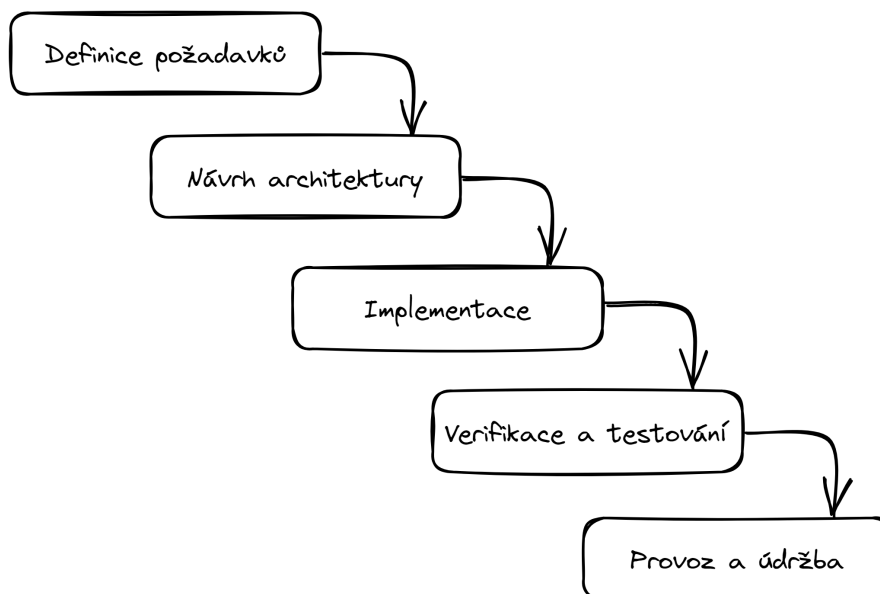 Definice požadavků
Návrh architektury
Implementace
Verifikace a testování
Provoz a údržba